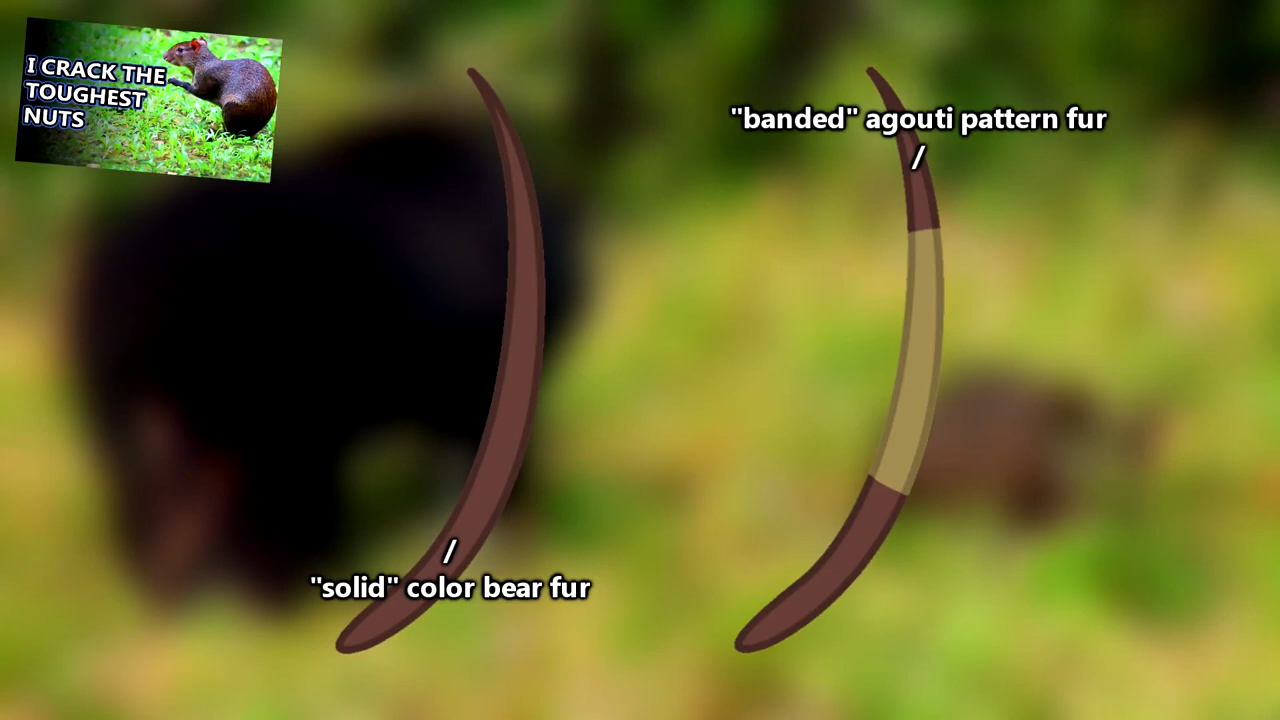 I CRACK THE
TOUGHEST
NUTS
"banded" agouti pattern fur
/
/
"solid" color bear fur